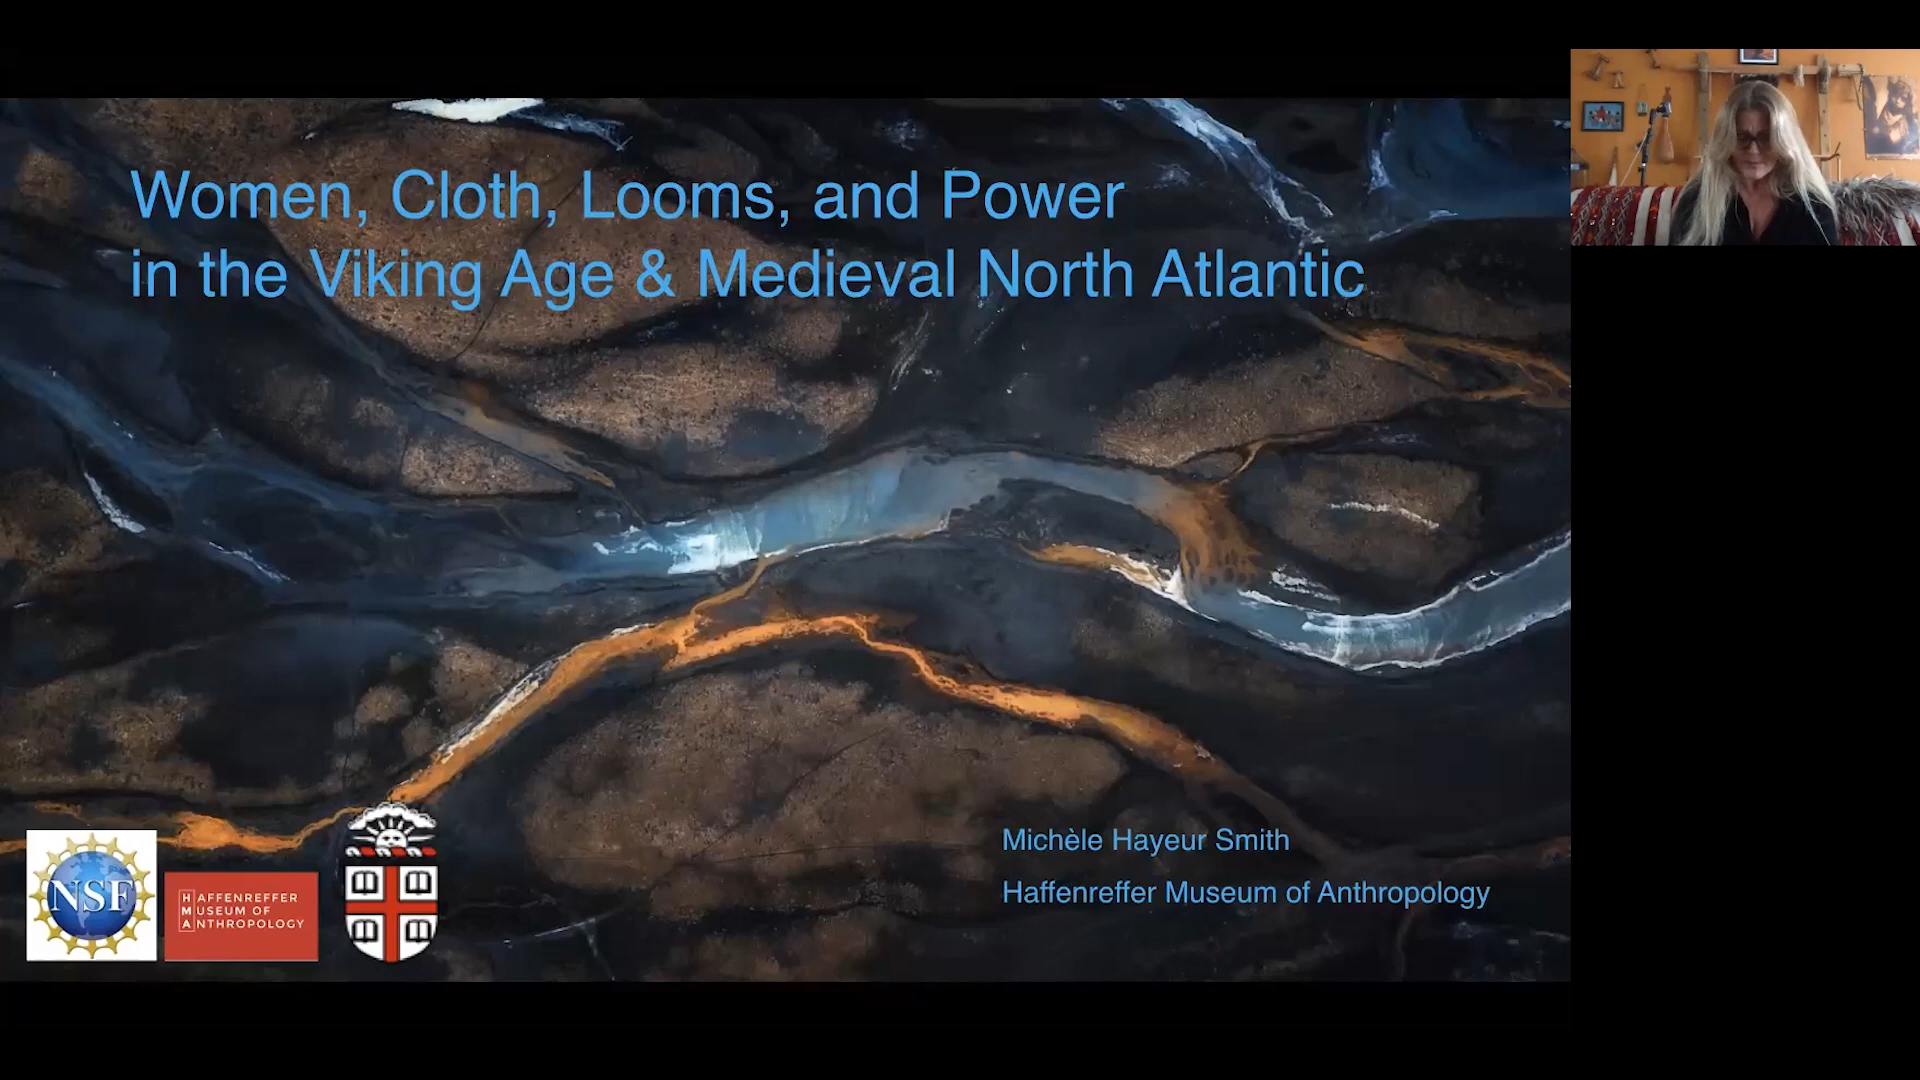 Women, Cloth, Looms, and Power
in the Viking Age & Medieval North Atlantic
Michèle Hayeur Smith
Haffenreffer Museum of Anthropology
NSF
HAFFENREFFER
MUSEUM OF
ANTHROPOLOGY